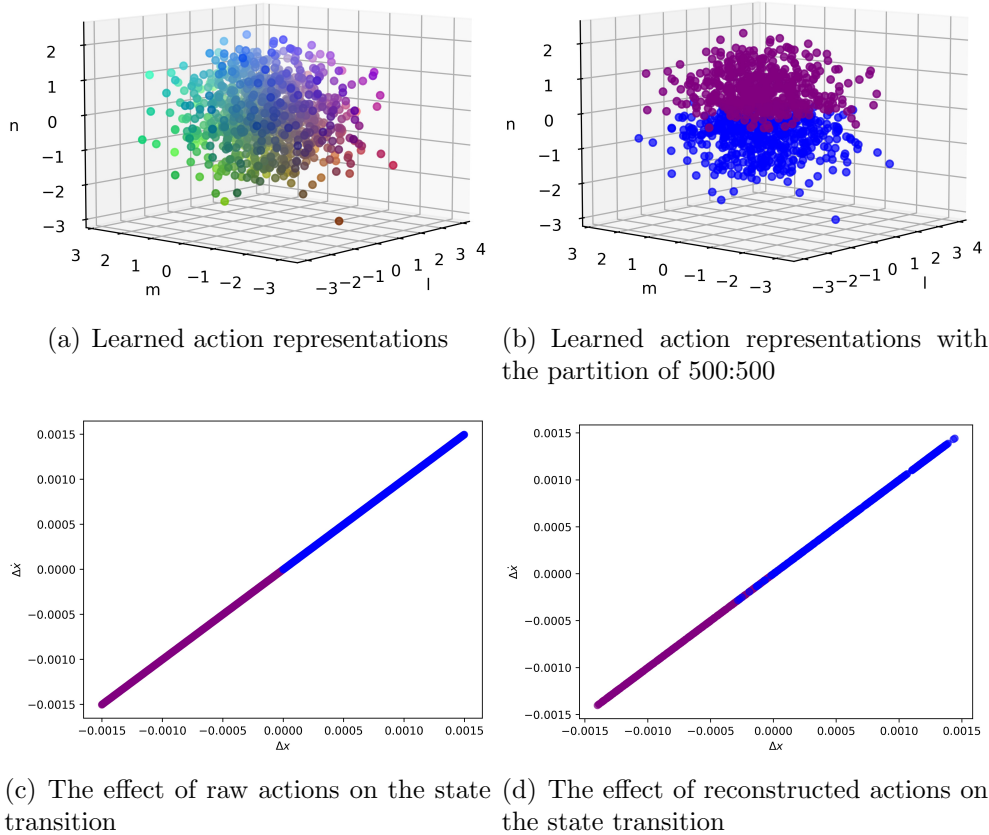 2
1
0
−1
−2
−3
n
3
2
1
0
−1
−2
−3
m
−3
−2
−1
0
1
2
3
4
l
2
1
0
−1
−2
−3
n
3
2
1
0
−1
−2
−3
m
−3
−2
−1
0
1
2
3
4
l
(a) Learned action representations
(b) Learned action representations with
the partition of 500:500
0.0015
0.0010
0.0005
0.0000
−0.0005
−0.0010
−0.0015
Δẋ
−0.0015 −0.0010 −0.0005 0.0000 0.0005 0.0010 0.0015
Δx
0.0015
0.0010
0.0005
0.0000
−0.0005
−0.0010
−0.0015
Δẋ
−0.0015 −0.0010 −0.0005 0.0000 0.0005 0.0010 0.0015
Δx
(c) The effect of raw actions on the state
transition
(d) The effect of reconstructed actions on
the state transition